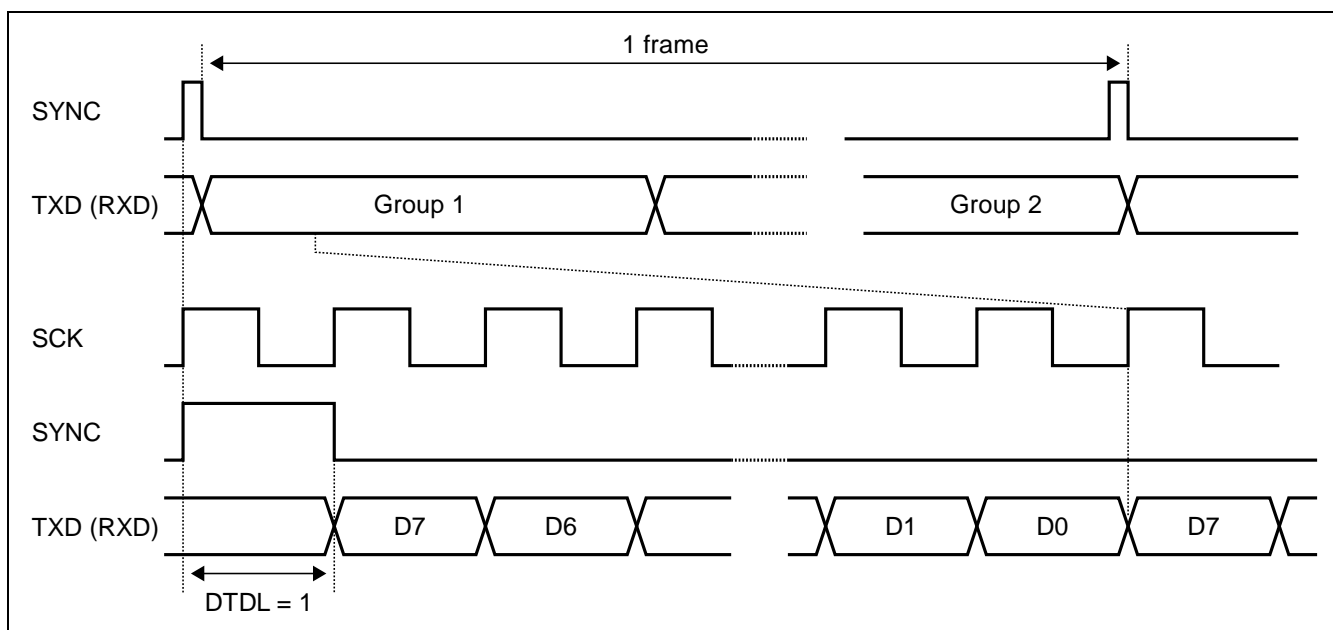 1 frame
SYNC
TXD (RXD) Group 1 Group 2
SCK
SYNC
TXD (RXD) D7 D6 D1 D0 D7
DTDL = 1